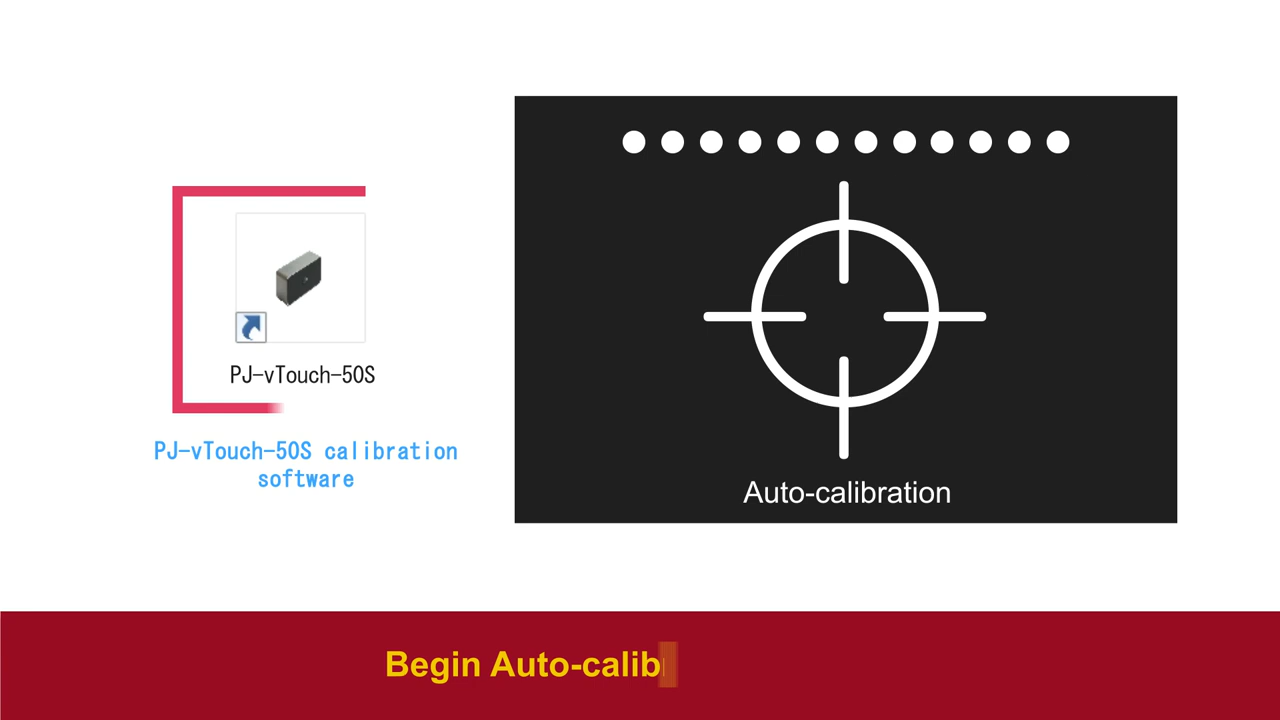 PJ-vTouch-50S
PJ-vTouch-50S calibration
software
Auto-calibration
Begin Auto-calib